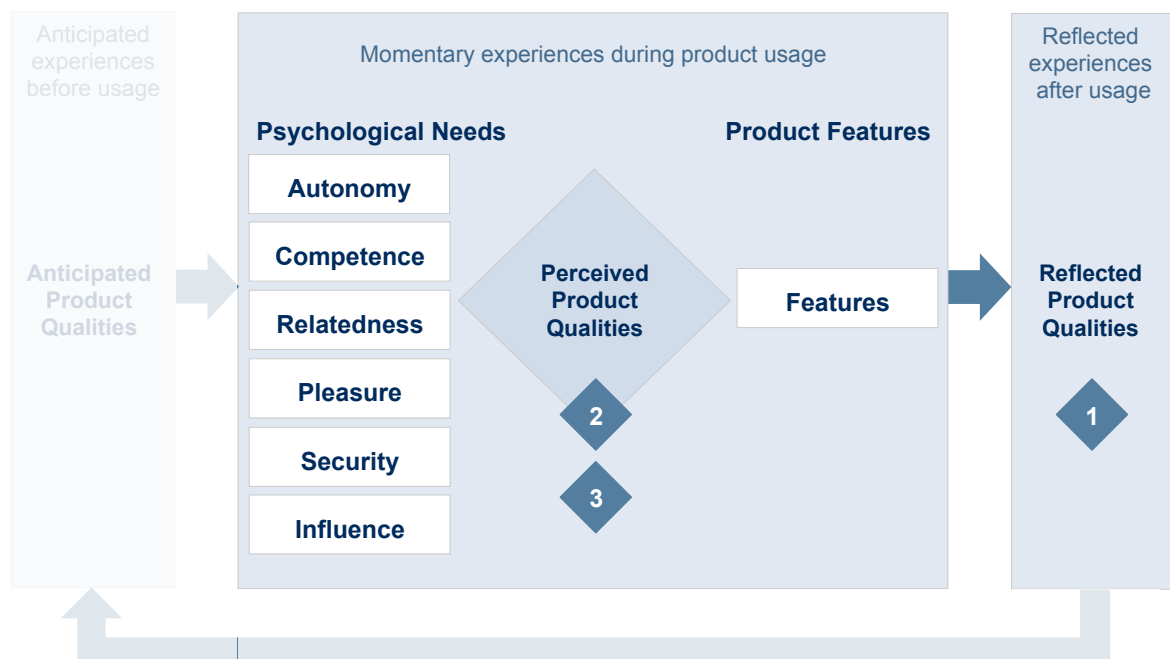 Anticipated
experiences
before usage
Anticipated
Product
Qualities
Momentary experiences during product usage
Psychological Needs
Autonomy
Competence
Relatedness
Pleasure
Security
Influence
Perceived
Product
Qualities
2
3
Product Features
Features
Reflected
experiences
after usage
Reflected
Product
Qualities
1